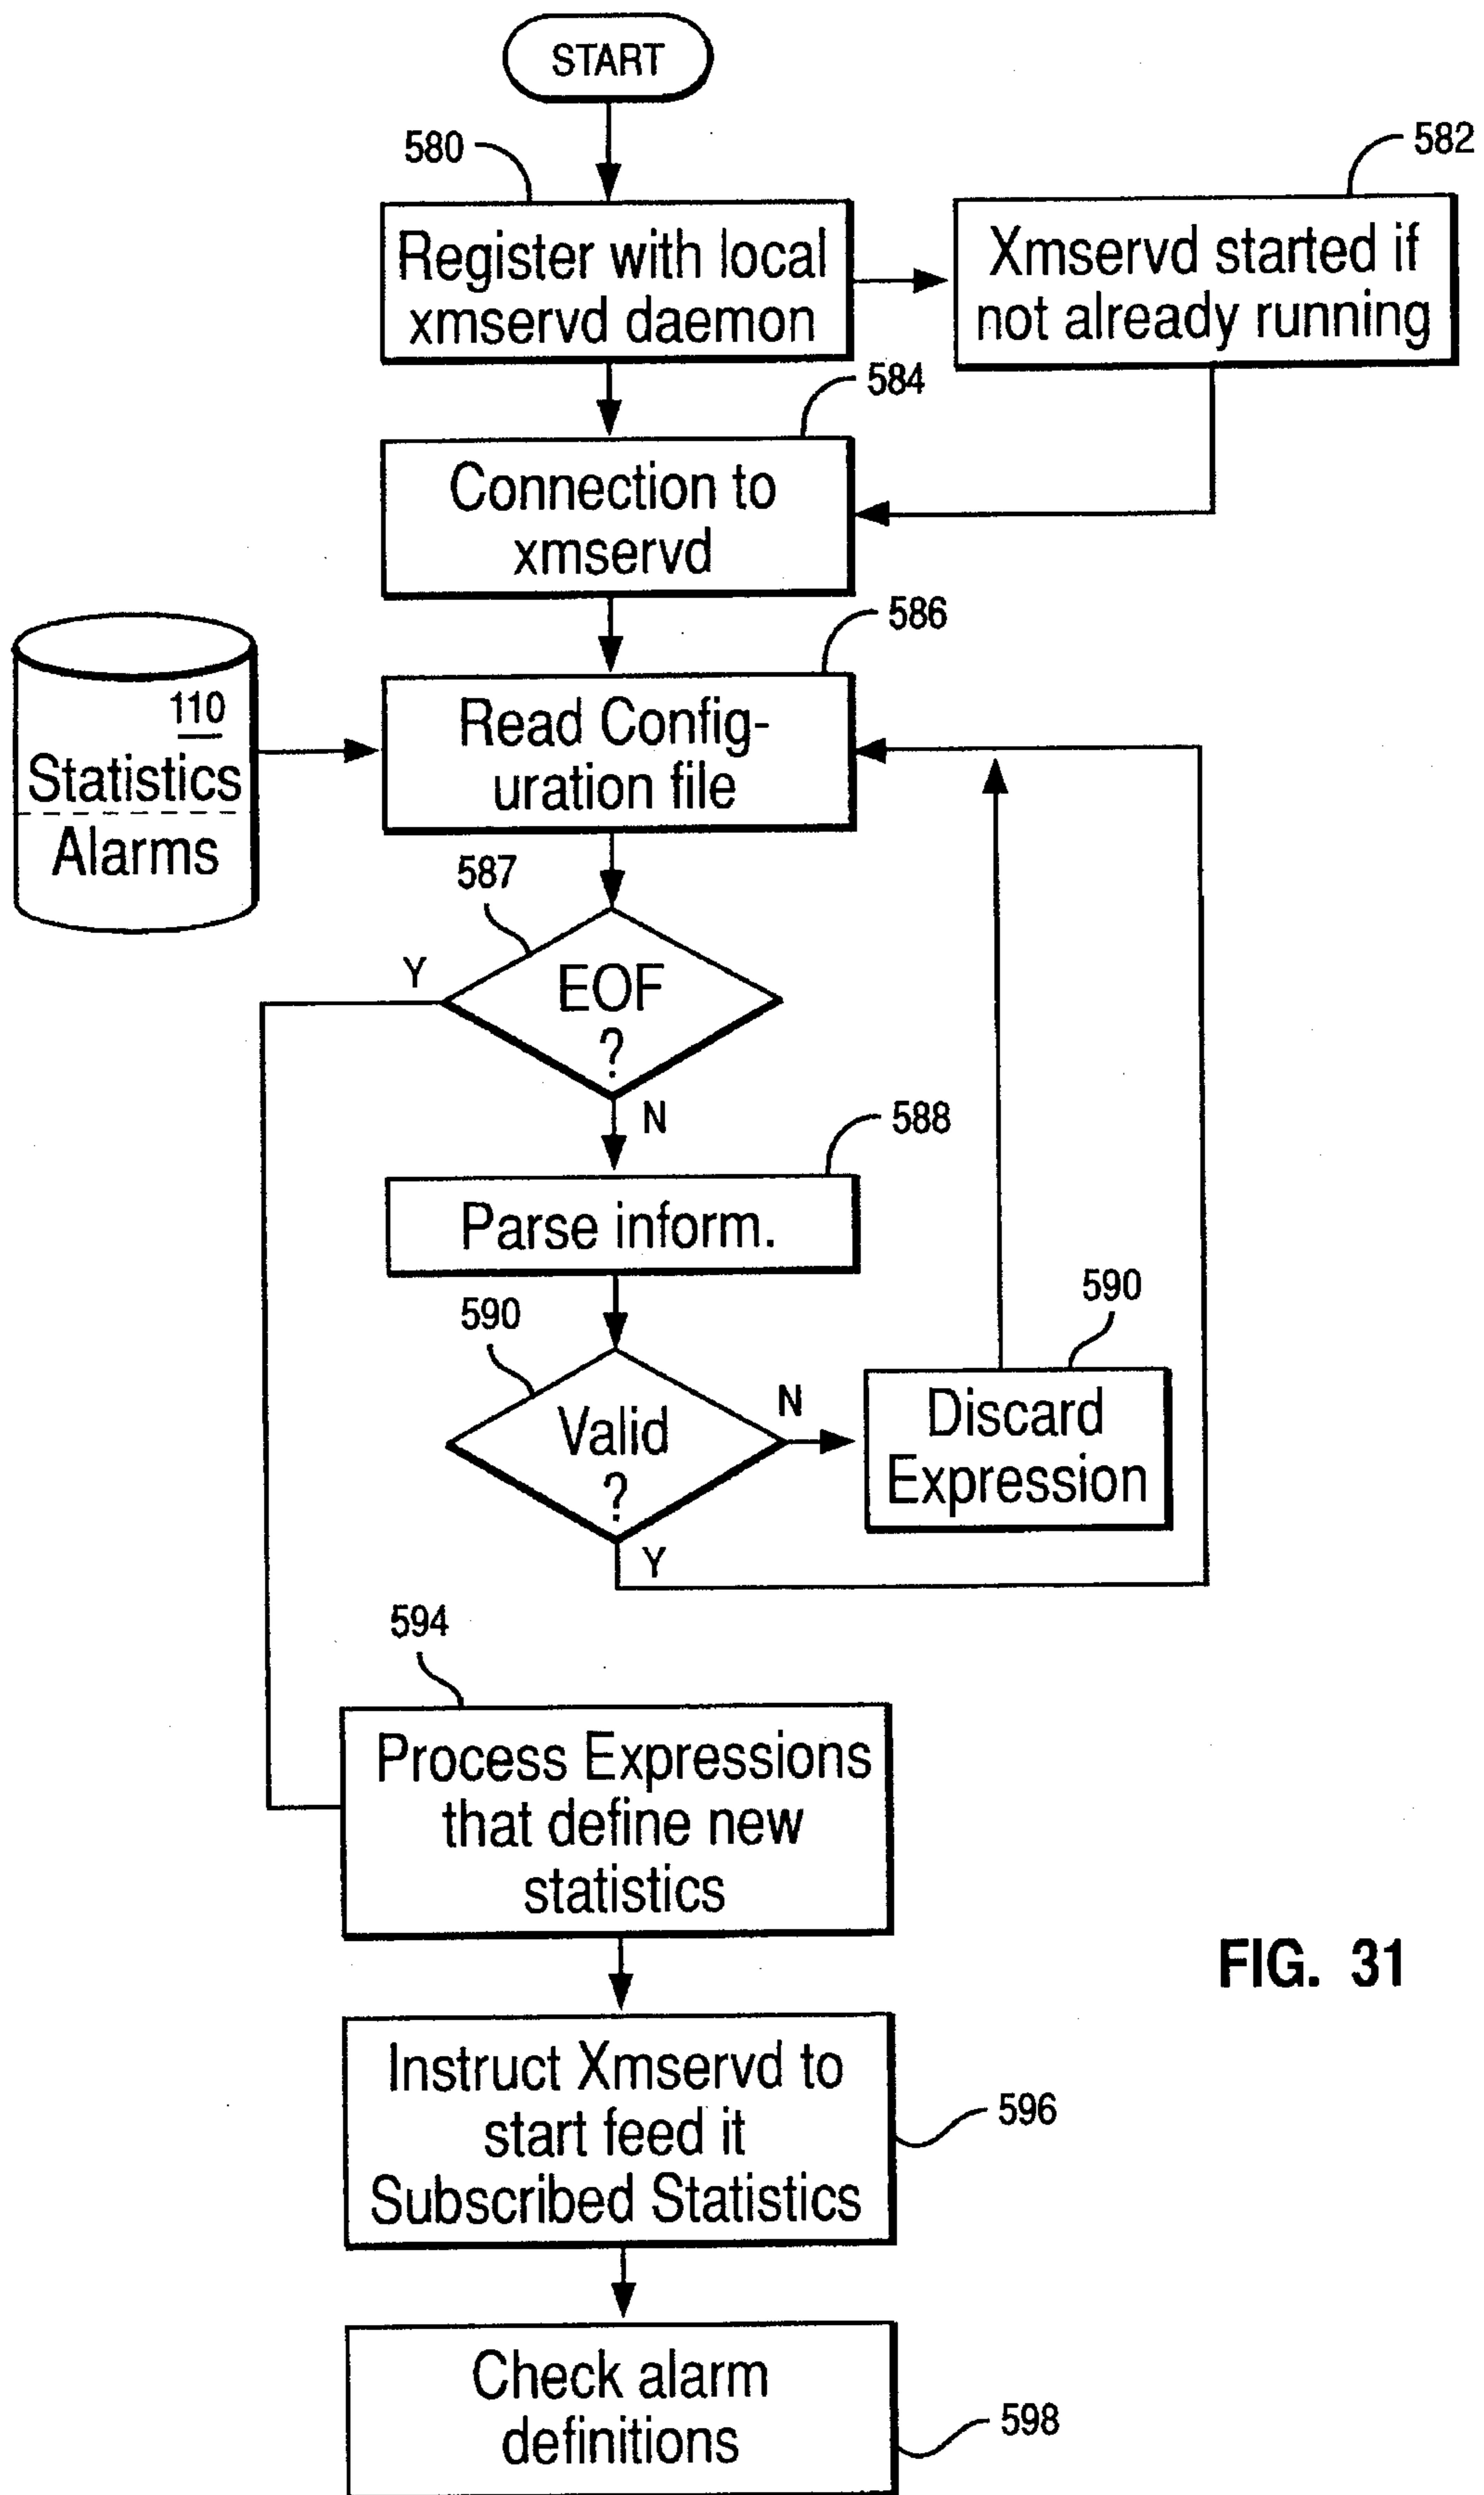 START
580
582
Register with local
xmservd daemon
Xmservd started if
not already running
584
Connection to
xmservd
586
110
Statistics
Alarms
Read Config-
uration file
587
Y
EOF
?
N
588
Parse inform.
590
590
Valid
?
N
Discard
Expression
Y
594
Process Expressions
that define new
statistics
FIG. 31
Instruct Xmservd to
start feed it
Subscribed Statistics
596
Check alarm
definitions
598